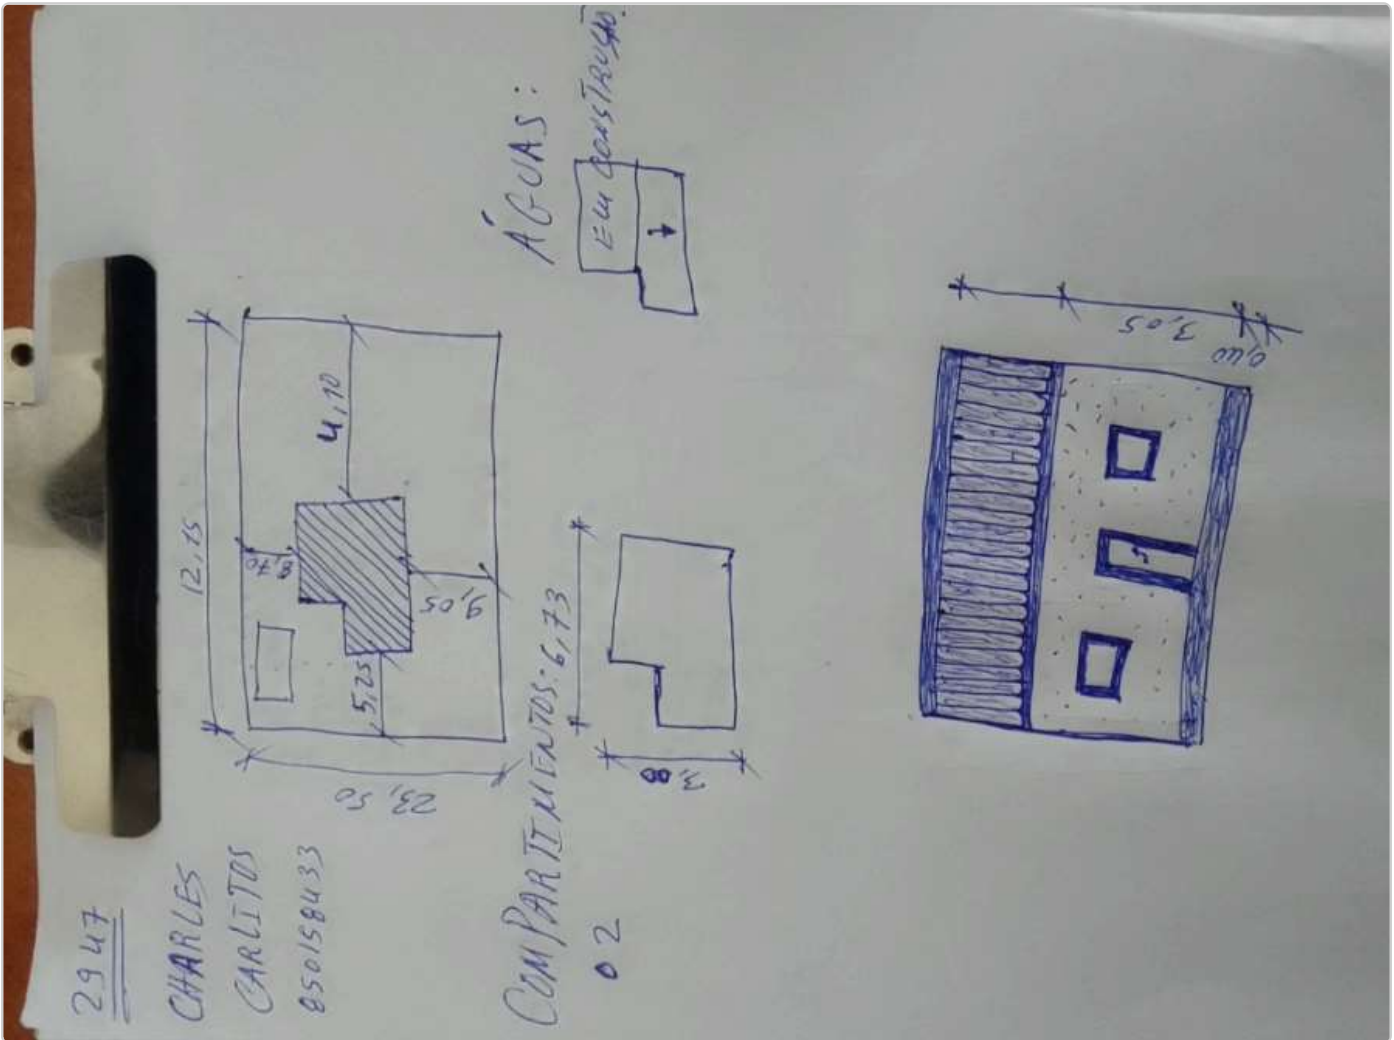 2947
CHARLES
CARLITOS
850158433
12,15
23,50
8,70
4,10
5,25
9,05
COMPARTIMENTOS:
02
6,73
3,8
ÁGUAS:
EM CONSTRUÇÃO
3,05
0,40